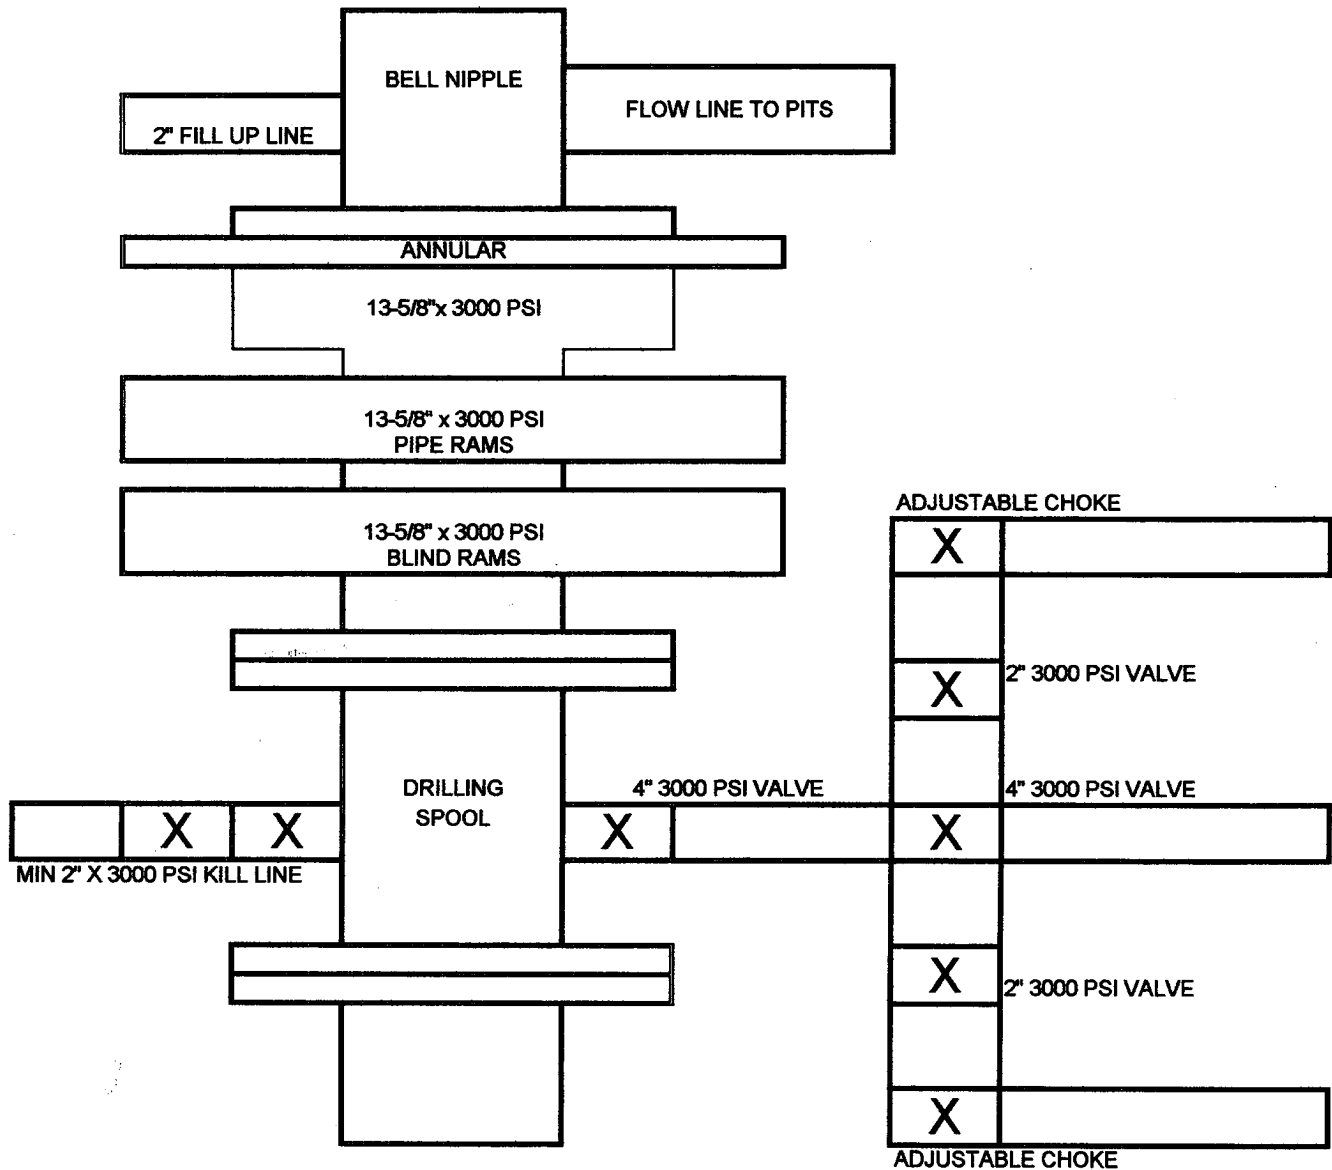 BELL NIPPLE
FLOW LINE TO PITS
2" FILL UP LINE
ANNULAR
13-5/8"x 3000 PSI
13-5/8" x 3000 PSI
PIPE RAMS
13-5/8" x 3000 PSI
BLIND RAMS
ADJUSTABLE CHOKE
X
X
2" 3000 PSI VALVE
DRILLING
SPOOL
4" 3000 PSI VALVE
4" 3000 PSI VALVE
X
X
X
X
MIN 2" X 3000 PSI KILL LINE
X
2" 3000 PSI VALVE
X
ADJUSTABLE CHOKE